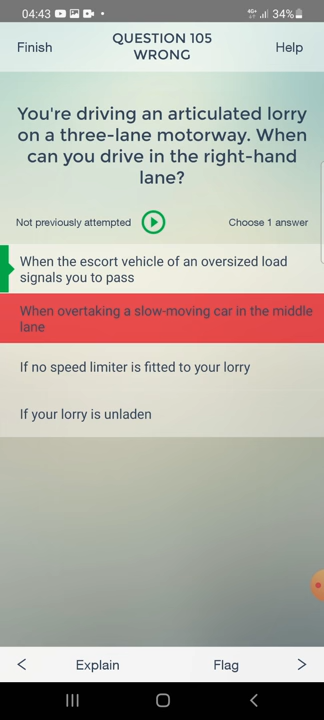 04:43 4G+ 34%
Finish QUESTION 105 WRONG Help
You're driving an articulated lorry
on a three-lane motorway. When
can you drive in the right-hand
lane?
Not previously attempted Choose 1 answer
When the escort vehicle of an oversized load
signals you to pass
When overtaking a slow-moving car in the middle
lane
If no speed limiter is fitted to your lorry
If your lorry is unladen
< Explain Flag >